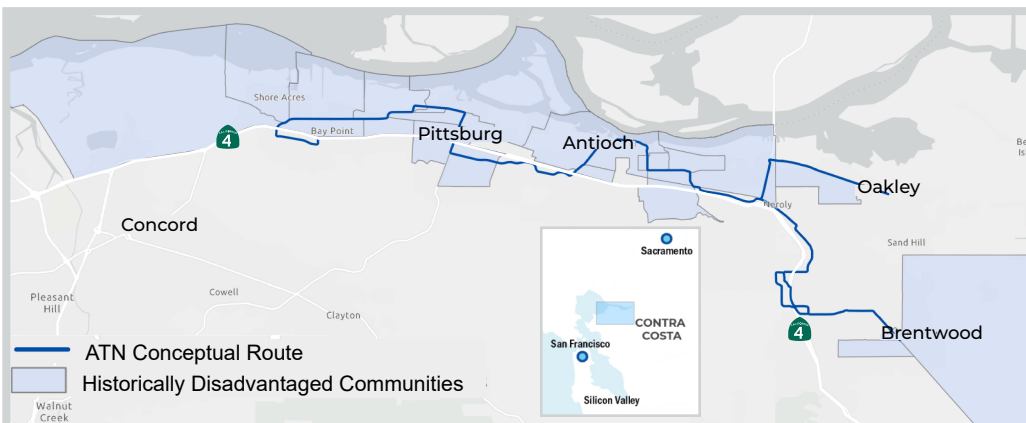 Shore Acres
Bay Point
4
Pittsburg
Antioch
Oakley
Neroly
Concord
Sand Hill
Sacramento
Cowell
Pleasant
Hill
Clayton
CONTRA
COSTA
San Francisco
4
Brentwood
ATN Conceptual Route
Historically Disadvantaged Communities
Silicon Valley
Walnut
Creek